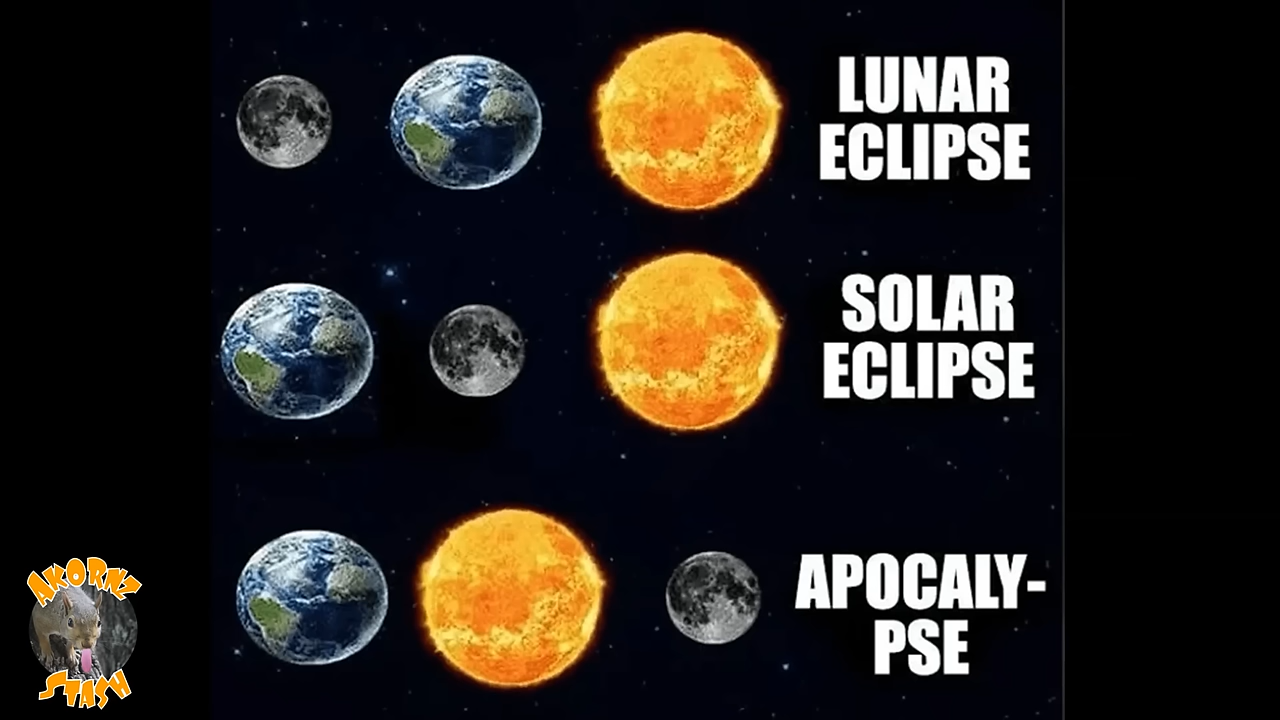 LUNAR
ECLIPSE
SOLAR
ECLIPSE
APOCALY-
PSE
AKORNZ
STASH